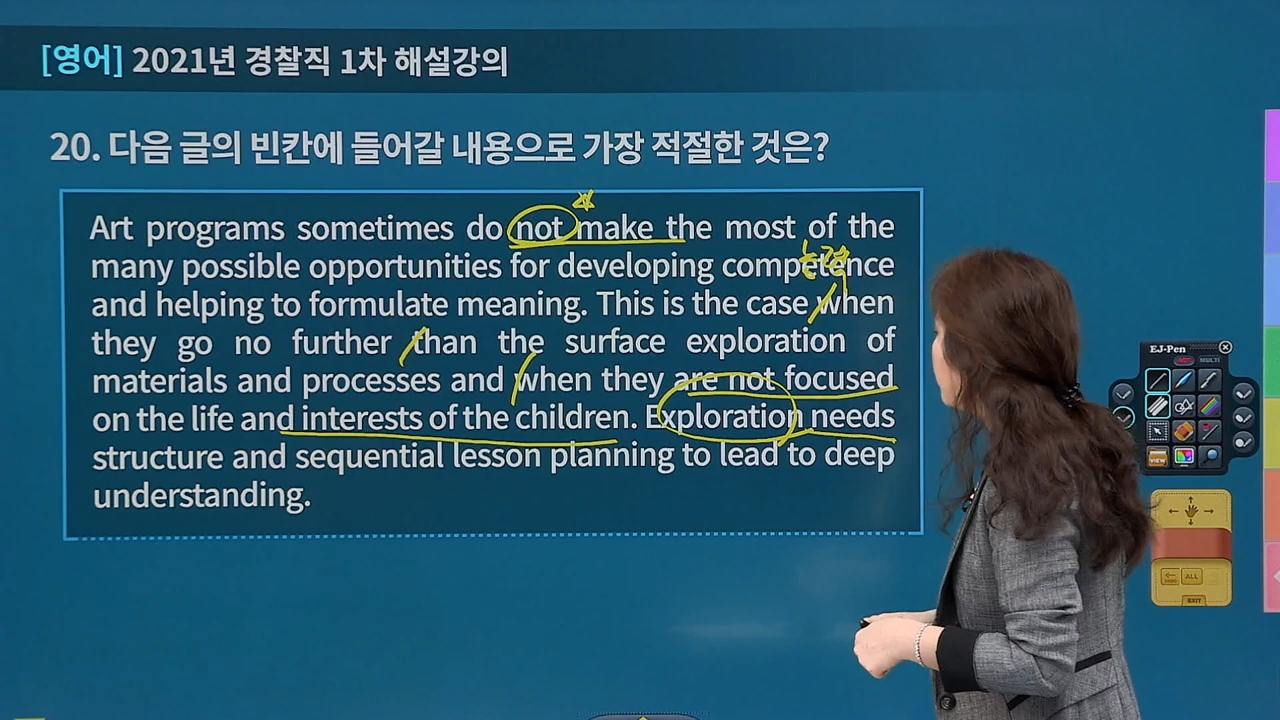 [영어] 2021년 경찰직 1차 해설강의
20. 다음 글의 빈칸에 들어갈 내용으로 가장 적절한 것은?
Art programs sometimes do not make the most of the
many possible opportunities for developing competence
능력
and helping to formulate meaning. This is the case when
they go no further than the surface exploration of
materials and processes and when they are not focused
on the life and interests of the children. Exploration needs
structure and sequential lesson planning to lead to deep
understanding.
EJ-Pen
MULTI
VIEW
ALL
EXIT